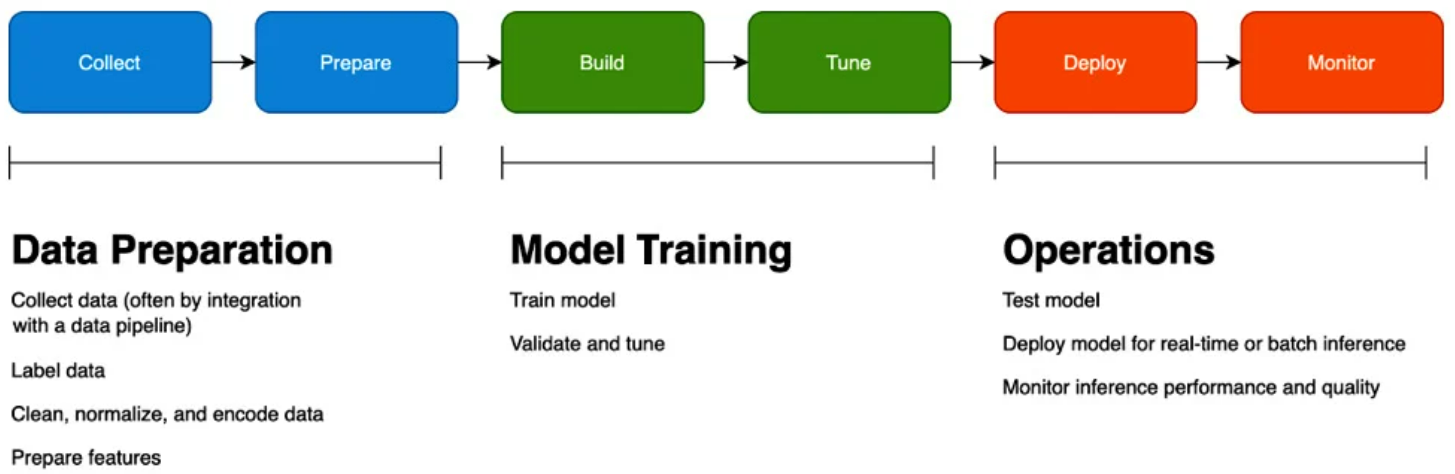 Collect
Prepare
Build
Tune
Deploy
Monitor
Data Preparation
Collect data (often by integration
with a data pipeline)
Label data
Clean, normalize, and encode data
Prepare features
Model Training
Train model
Validate and tune
Operations
Test model
Deploy model for real-time or batch inference
Monitor inference performance and quality